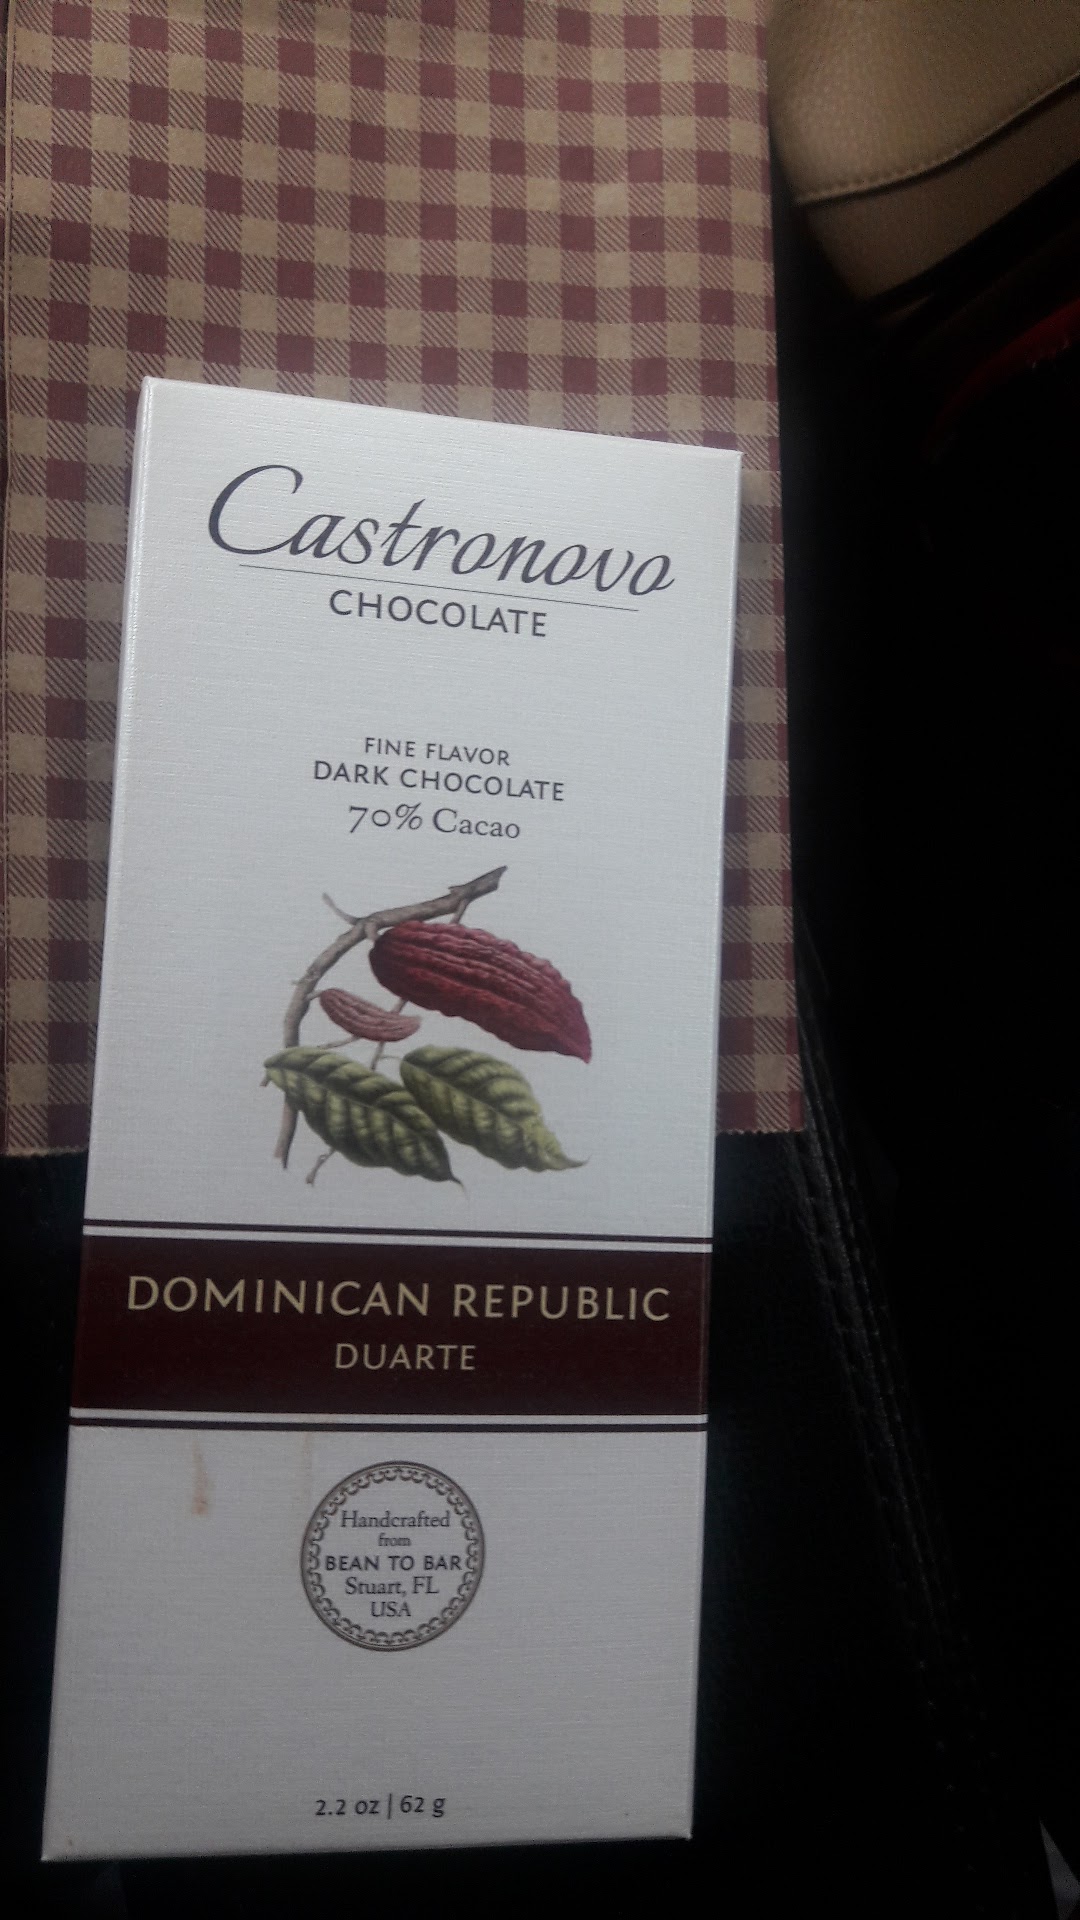 Castronovo
CHOCOLATE
FINE FLAVOR
DARK CHOCOLATE
70% Cacao
DOMINICAN REPUBLIC
DUARTE
Handcrafted
from
BEAN TO BAR
Stuart, FL
USA
2.2 oz | 62 g